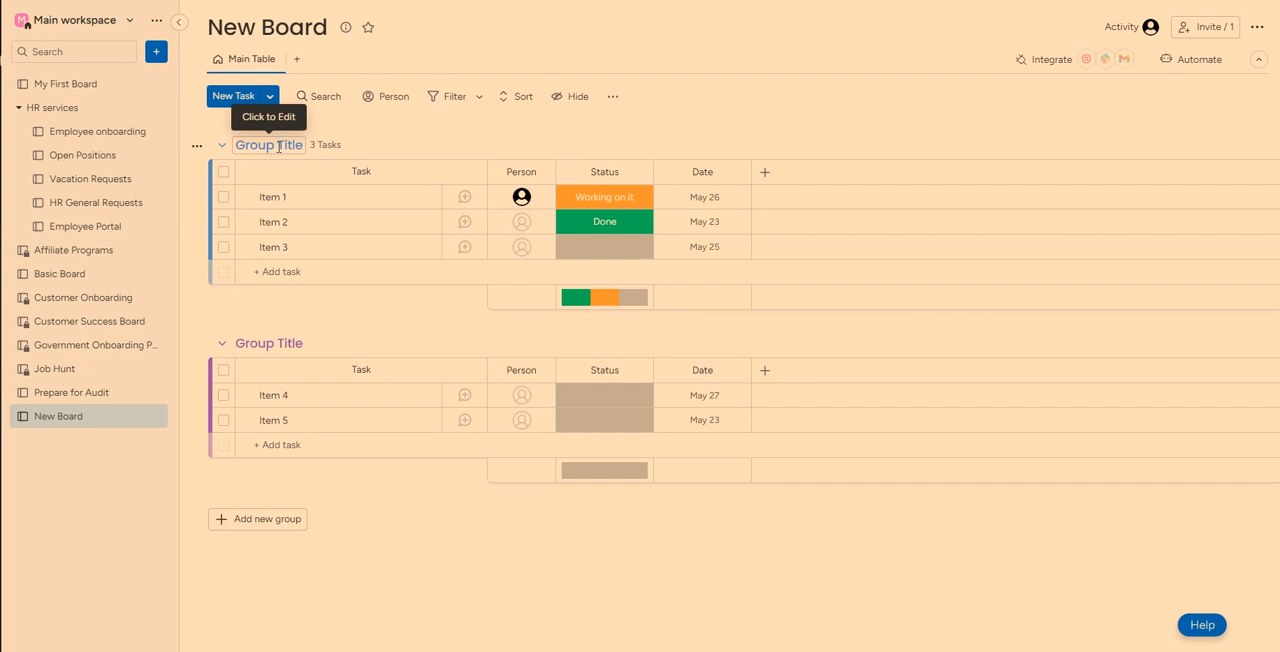 M Main workspace
Search
+
My First Board
HR services
Employee onboarding
Open Positions
Vacation Requests
HR General Requests
Employee Portal
Affiliate Programs
Basic Board
Customer Onboarding
Customer Success Board
Government Onboarding P...
Job Hunt
Prepare for Audit
New Board
New Board
Activity
Invite / 1
Main Table +
Integrate
Automate
New Task
Search
Person
Filter
Sort
Hide
Click to Edit
Group Title 3 Tasks
Task Person Status Date +
Item 1 Working on it May 26
Item 2 Done May 23
Item 3 May 25
+ Add task
Group Title
Task Person Status Date +
Item 4 May 27
Item 5 May 23
+ Add task
+ Add new group
Help